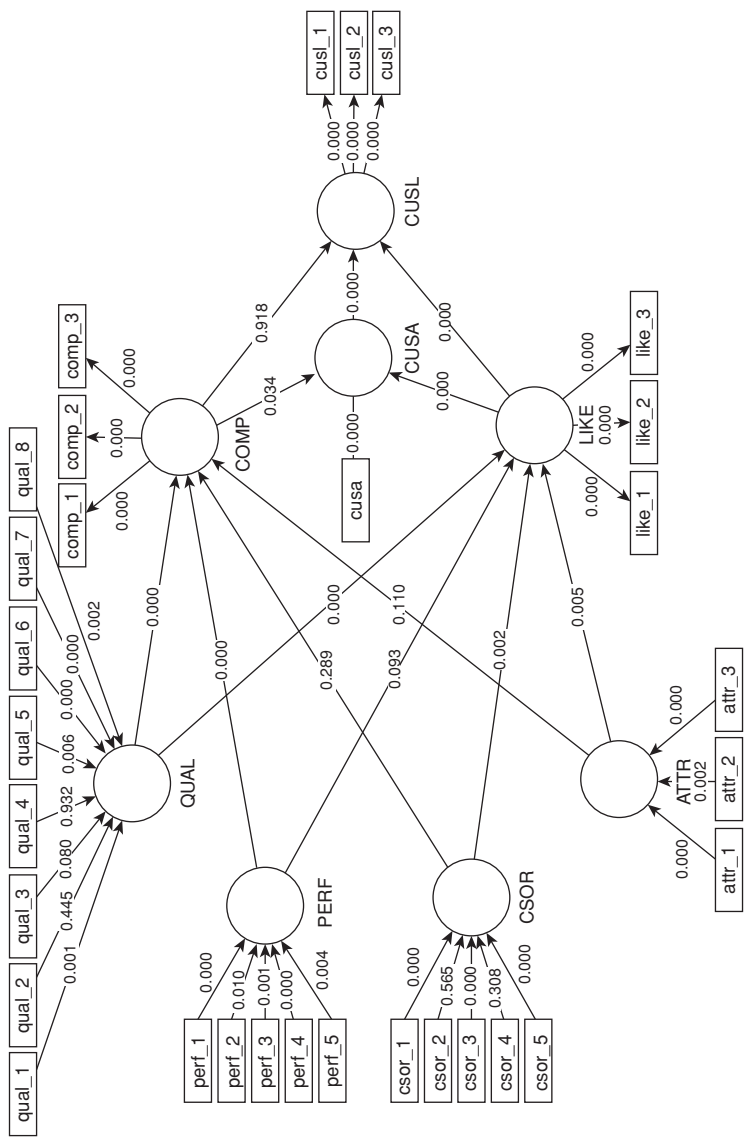 qual_1
qual_2
qual_3
qual_4
qual_5
qual_6
qual_7
qual_8
0.001
0.445
0.080
0.932
0.006
0.000
0.000
0.002
QUAL
comp_1
comp_2
comp_3
0.000
0.000
0.000
COMP
perf_1
perf_2
perf_3
perf_4
perf_5
0.000
0.010
0.001
0.000
0.004
PERF
csor_1
csor_2
csor_3
csor_4
csor_5
0.000
0.565
0.000
0.308
0.000
CSOR
attr_1
attr_2
attr_3
0.000
0.002
0.000
ATTR
0.000
0.000
0.000
0.093
0.289
0.002
0.110
0.005
cusa
0.000
CUSA
0.034
0.918
0.000
0.000
0.000
LIKE
0.000
0.000
0.000
like_1
like_2
like_3
CUSL
0.000
0.000
0.000
cusl_1
cusl_2
cusl_3